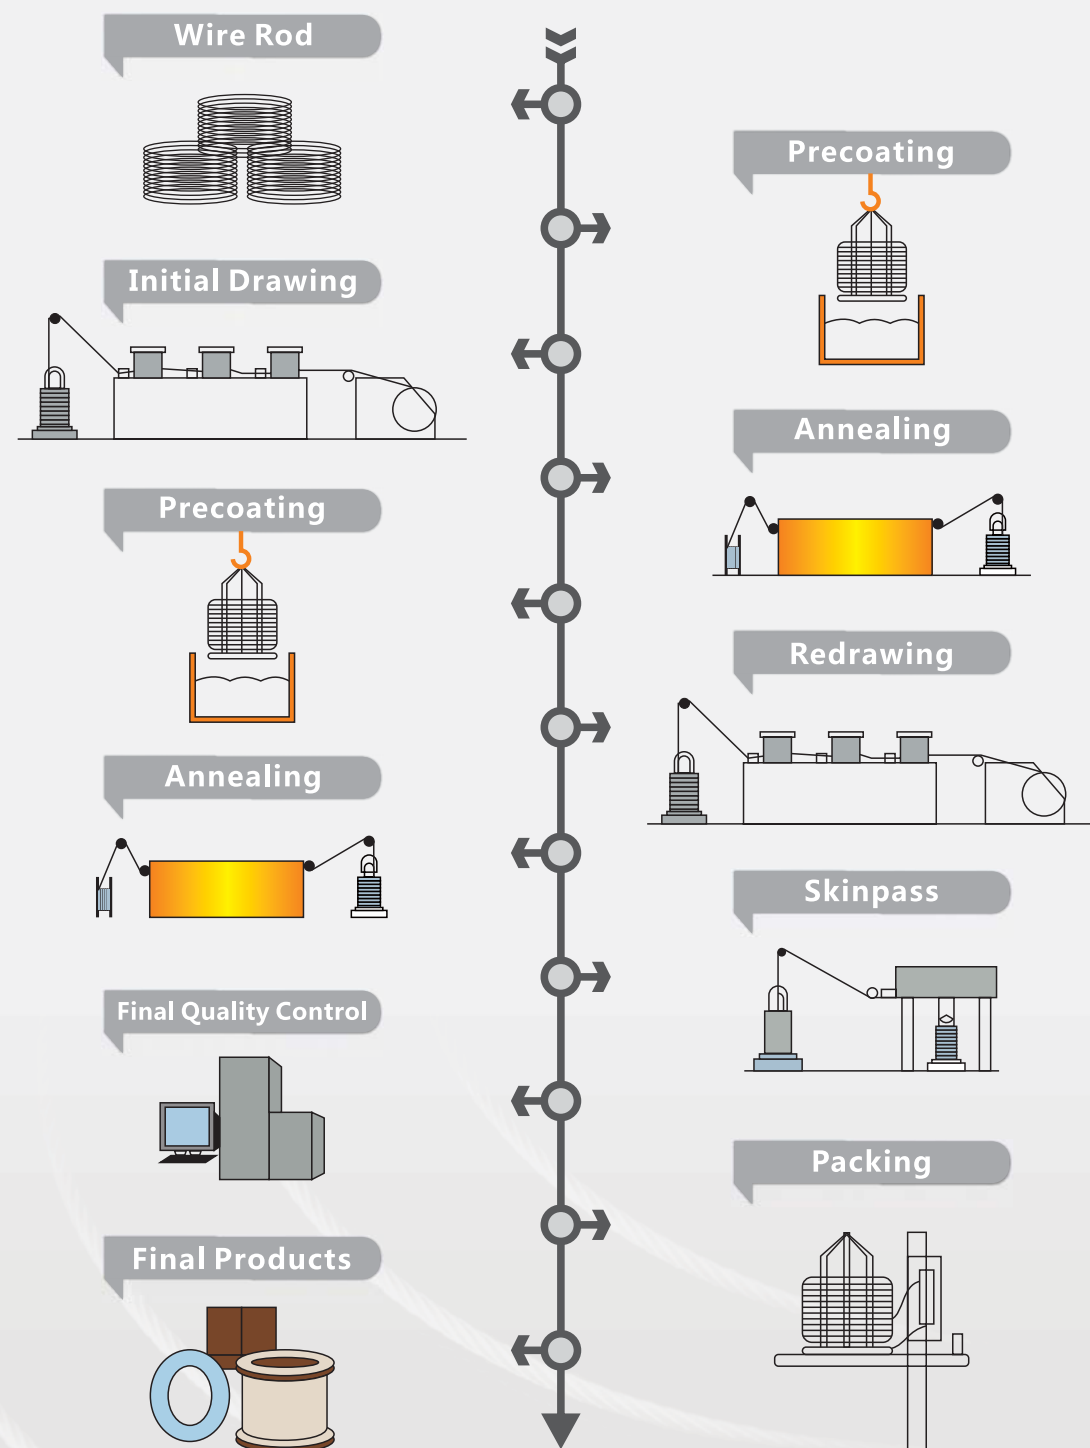 Wire Rod
Precoating
Initial Drawing
Annealing
Precoating
Redrawing
Annealing
Skinpass
Final Quality Control
Packing
Final Products